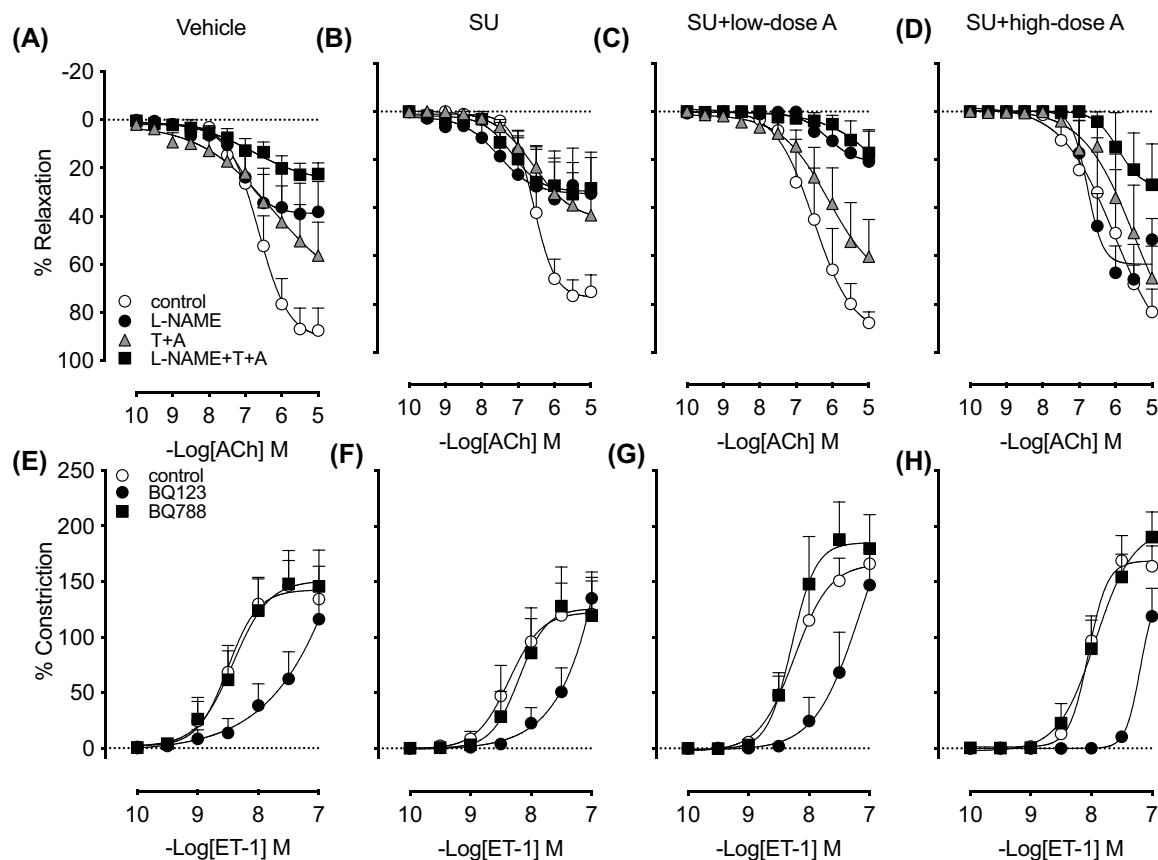 Vehicle SU SU+low-dose A SU+high-dose A
(A) (B) (C) (D)
-20
0
20
40
60
80
100
% Relaxation
control
L-NAME
T+A
L-NAME+T+A
10 9 8 7 6 5 10 9 8 7 6 5 10 9 8 7 6 5 10 9 8 7 6 5
-Log[ACh] M -Log[ACh] M -Log[ACh] M -Log[ACh] M
(E) (F) (G) (H)
250
200
150
100
50
0
% Constriction
control
BQ123
BQ788
10 9 8 7 10 9 8 7 10 9 8 7 10 9 8 7
-Log[ET-1] M -Log[ET-1] M -Log[ET-1] M -Log[ET-1] M